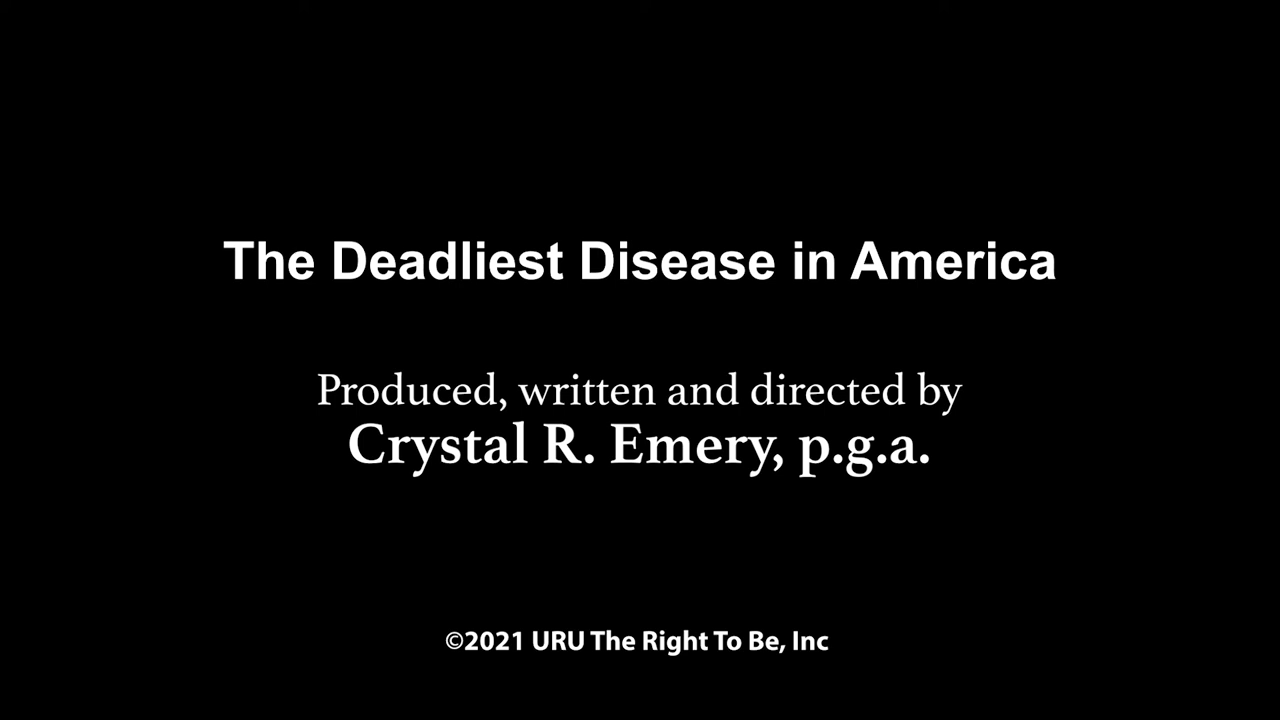 The Deadliest Disease in America
Produced, written and directed by
Crystal R. Emery, p.g.a.
©2021 URU The Right To Be, Inc